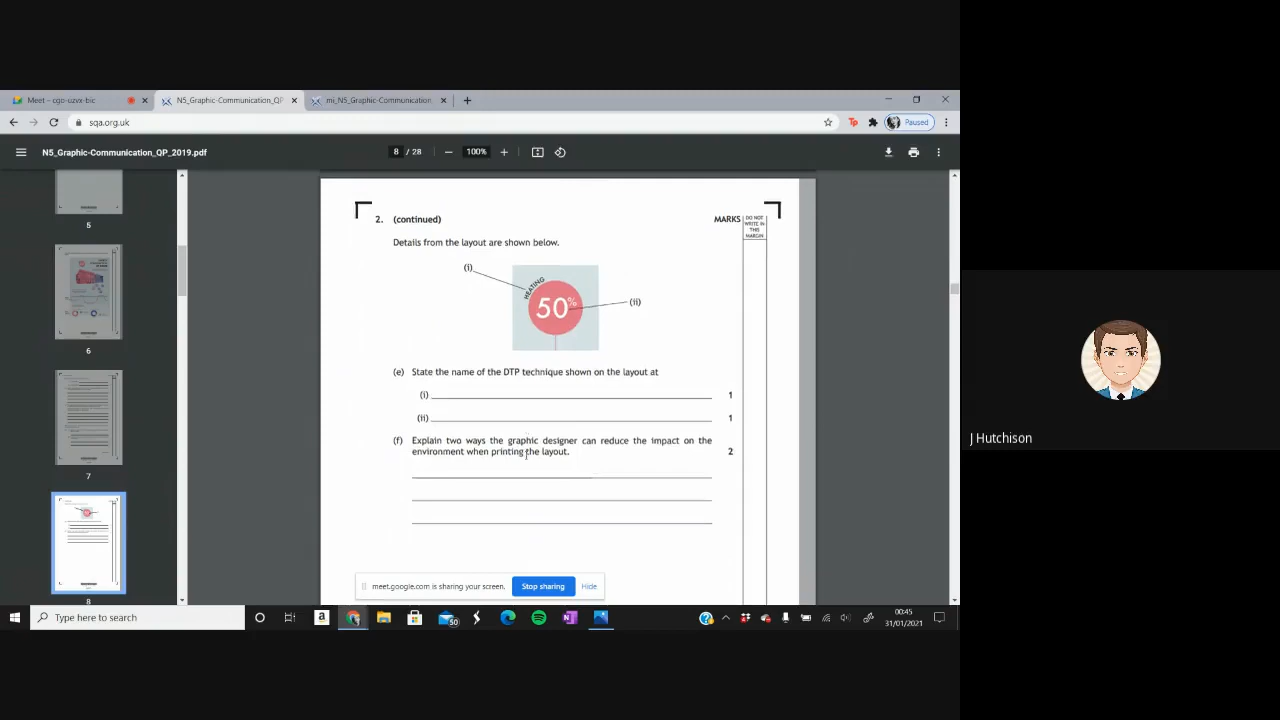 Meet – cgo-uzvx-bic
N5_Graphic-Communication_QP
mi_N5_Graphic-Communication
sqa.org.uk
Paused
N5_Graphic-Communication_QP_2019.pdf
8 / 28
100%
5
6
7
8
2. (continued)
MARKS
DO NOT
WRITE IN
THIS
MARGIN
Details from the layout are shown below.
(i)
HEATING
50%
(ii)
(e) State the name of the DTP technique shown on the layout at
(i) 1
(ii) 1
(f) Explain two ways the graphic designer can reduce the impact on the
environment when printing the layout. 2
meet.google.com is sharing your screen. Stop sharing Hide
J Hutchison
Type here to search
a
50
00:45
31/01/2021